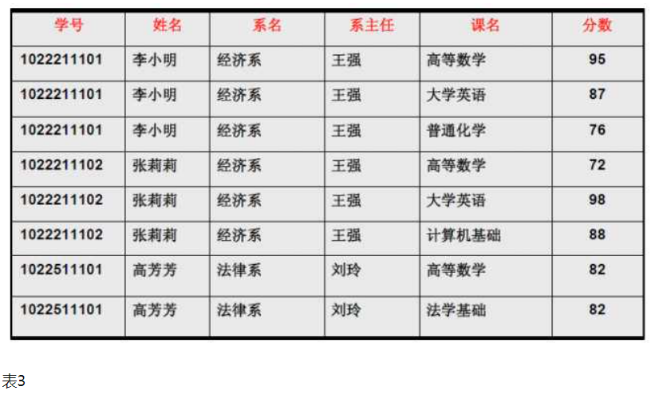 学号 姓名 系名 系主任 课名 分数
1022211101 李小明 经济系 王强 高等数学 95
1022211101 李小明 经济系 王强 大学英语 87
1022211101 李小明 经济系 王强 普通化学 76
1022211102 张莉莉 经济系 王强 高等数学 72
1022211102 张莉莉 经济系 王强 大学英语 98
1022211102 张莉莉 经济系 王强 计算机基础 88
1022511101 高芳芳 法律系 刘玲 高等数学 82
1022511101 高芳芳 法律系 刘玲 法学基础 82
表3